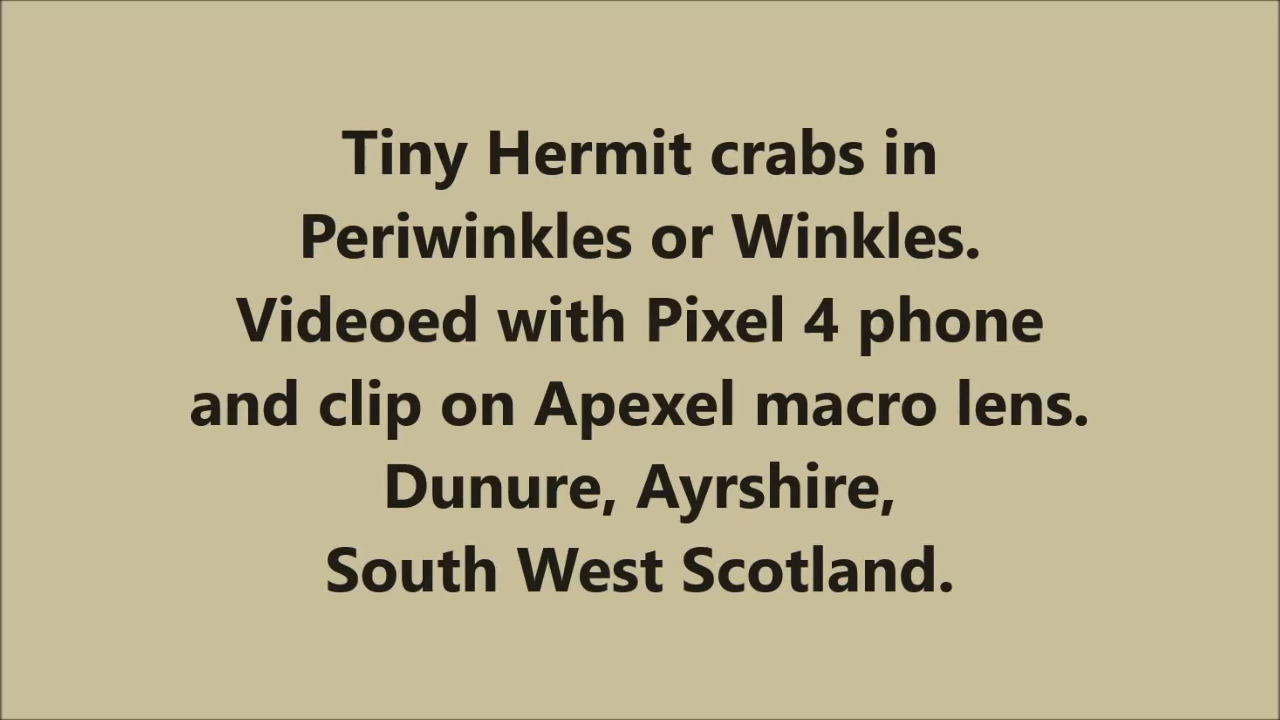 Tiny Hermit crabs in
Periwinkles or Winkles.
Videoed with Pixel 4 phone
and clip on Apexel macro lens.
Dunure, Ayrshire,
South West Scotland.